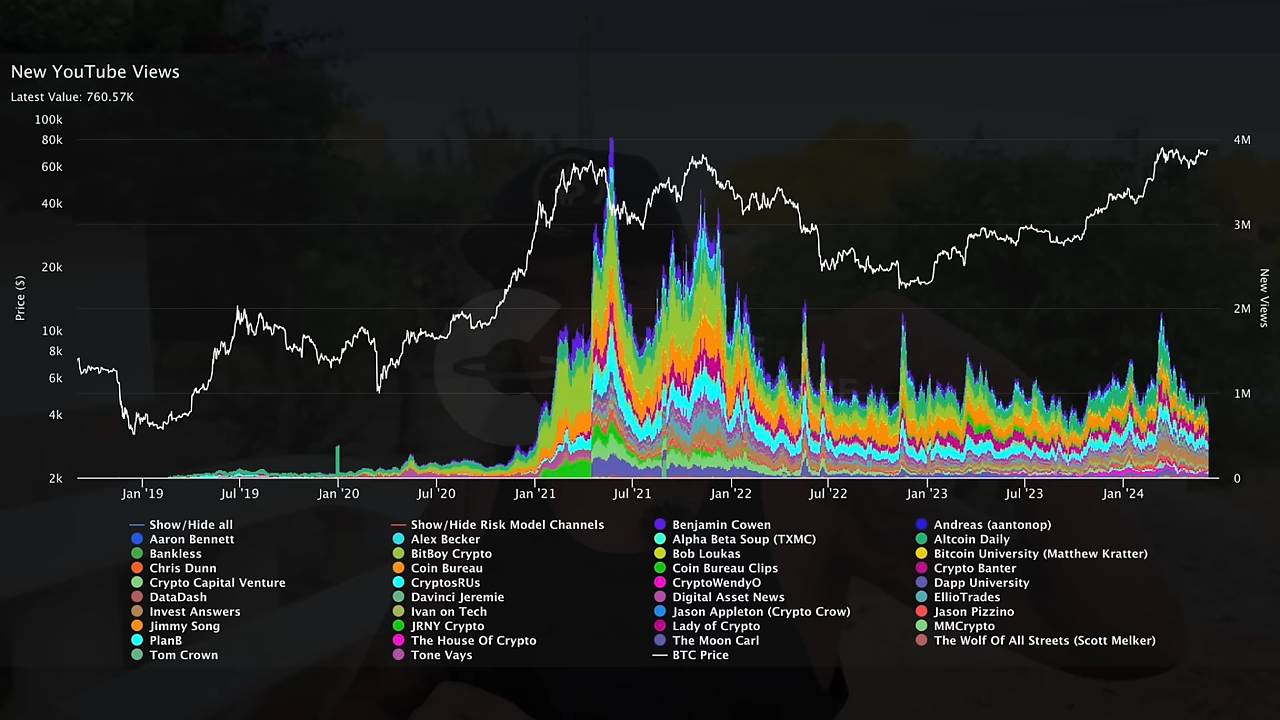 New YouTube Views
Latest Value: 760.57K
100k
80k
60k
40k
20k
10k
8k
6k
4k
2k
Price ($)
4M
3M
2M
1M
0
New Views
Jan '19 Jul '19 Jan '20 Jul '20 Jan '21 Jul '21 Jan '22 Jul '22 Jan '23 Jul '23 Jan '24
Show/Hide all Show/Hide Risk Model Channels Benjamin Cowen Andreas (aantonop)
Aaron Bennett Alex Becker Alpha Beta Soup (TXMC) Altcoin Daily
Bankless BitBoy Crypto Bob Loukas Bitcoin University (Matthew Kratter)
Chris Dunn Coin Bureau Coin Bureau Clips Crypto Banter
Crypto Capital Venture CryptosRUs CryptoWendyO Dapp University
DataDash Davinci Jeremie Digital Asset News EllioTrades
Invest Answers Ivan on Tech Jason Appleton (Crypto Crow) Jason Pizzino
Jimmy Song JRNY Crypto Lady of Crypto MMCrypto
PlanB The House Of Crypto The Moon Carl The Wolf Of All Streets (Scott Melker)
Tom Crown Tone Vays BTC Price